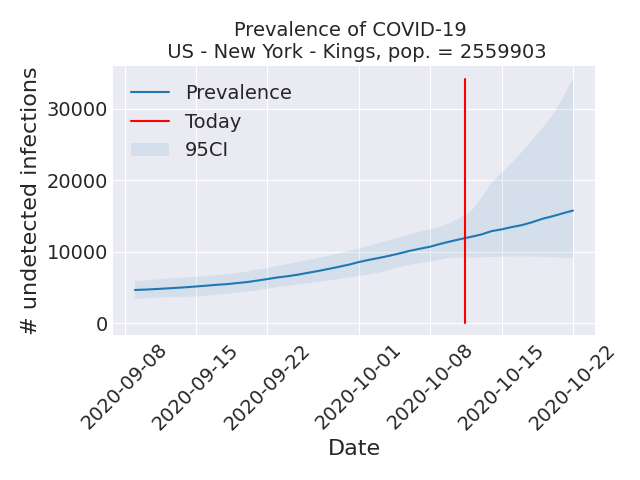 Prevalence of COVID-19
US - New York - Kings, pop. = 2559903
# undetected infections
30000
20000
10000
0
Prevalence
Today
95CI
2020-09-08
2020-09-15
2020-09-22
2020-10-01
2020-10-08
2020-10-15
2020-10-22
Date